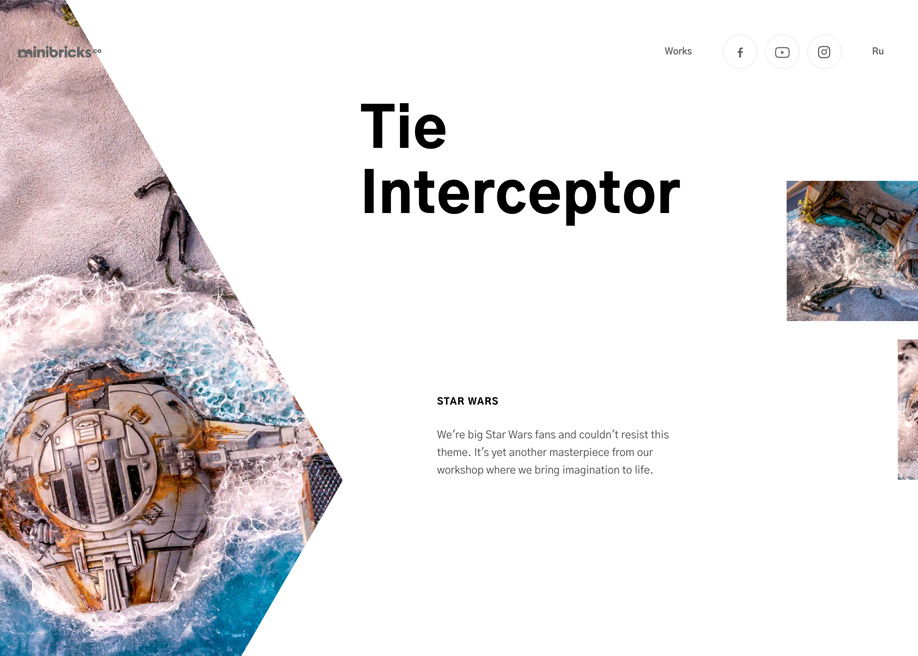 minibricks.co
Works
Ru
Tie
Interceptor
STAR WARS
We're big Star Wars fans and couldn't resist this
theme. It's yet another masterpiece from our
workshop where we bring imagination to life.